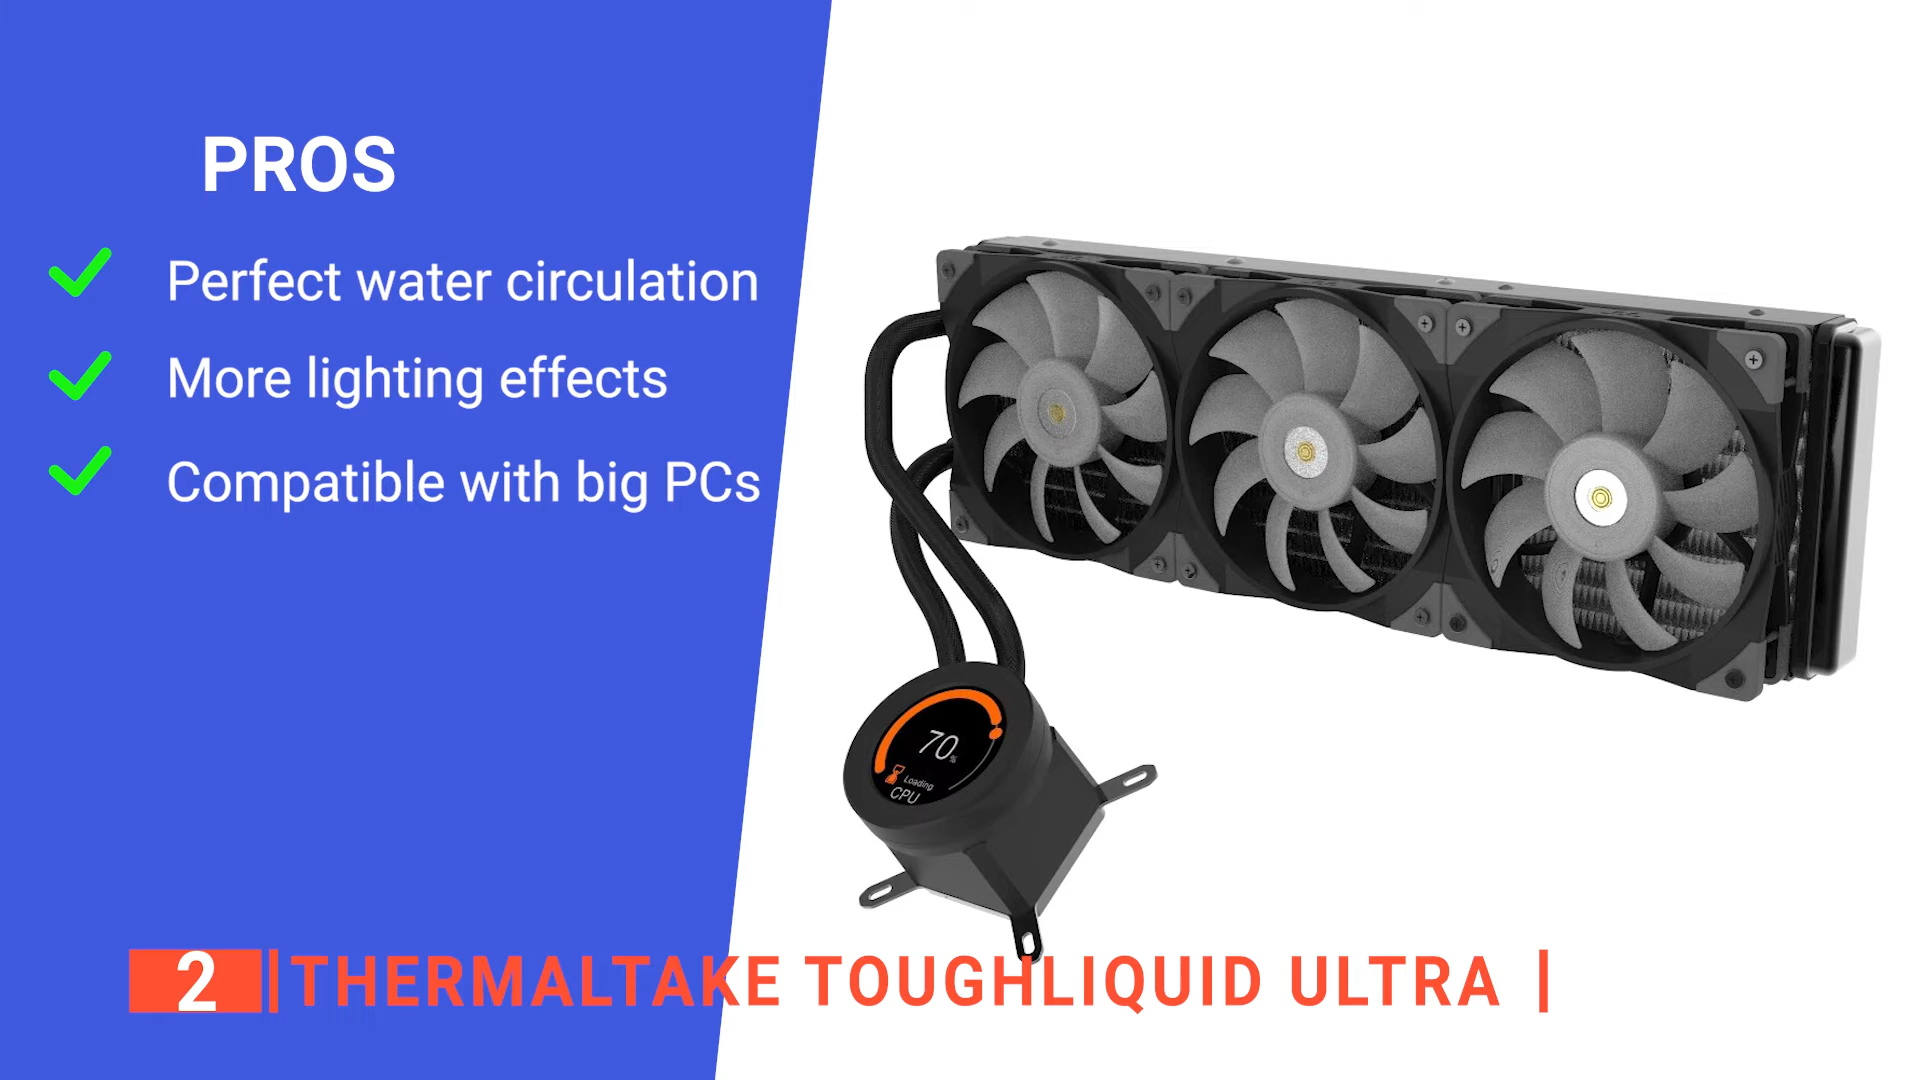 PROS
Perfect water circulation
More lighting effects
Compatible with big PCs
70%
Loading
CPU
2 THERMALTAKE TOUGHLIQUID ULTRA